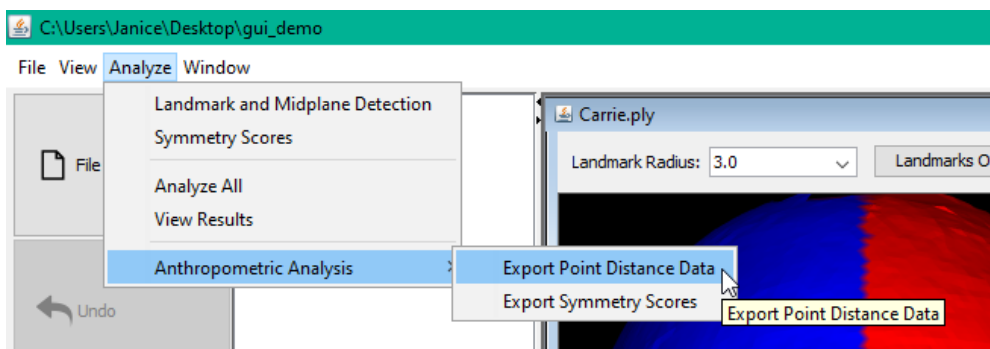 C:\Users\Janice\Desktop\gui_demo
File View Analyze Window
Landmark and Midplane Detection
Symmetry Scores
Analyze All
View Results
Anthropometric Analysis
Export Point Distance Data
Export Symmetry Scores
Export Point Distance Data
File
Undo
Carrie.ply
Landmark Radius: 3.0
Landmarks O